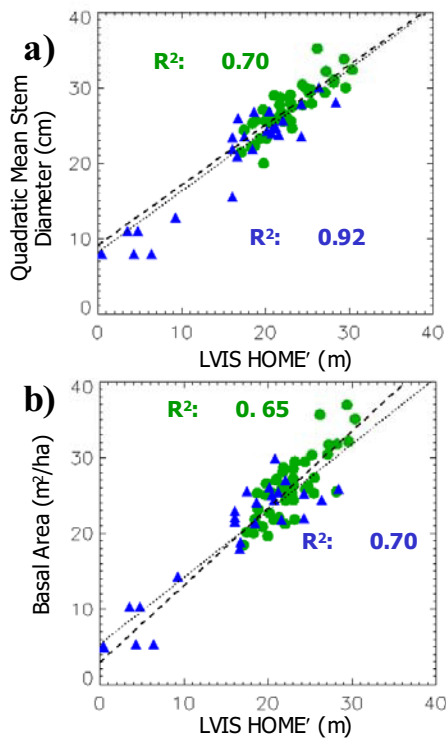 a)
R²: 0.70
R²: 0.92
Quadratic Mean Stem
Diameter (cm)
40
30
20
10
0
0 10 20 30 40
LVIS HOME' (m)
b)
R²: 0. 65
R²: 0.70
Basal Area (m²/ha)
40
30
20
10
0
0 10 20 30 40
LVIS HOME' (m)